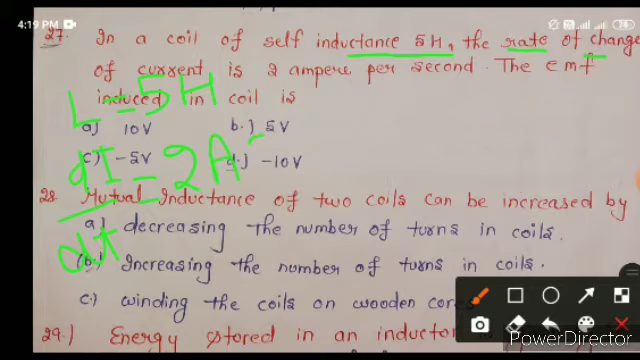 4:19 PM
78
27. In a coil of self inductance 5H, the rate of change
of current is 2 ampere per second. The emf
induced in coil is
L = 5H
a) 10V b.) 5V
c) -5V d.) -10V
dI = 2A
dt
28. Mutual Inductance of two coils can be increased by
a) decreasing the number of turns in coils.
(b.) Increasing the number of turns in coils.
c.) winding the coils on wooden core
29.) Energy stored in an inductor is
PowerDirector